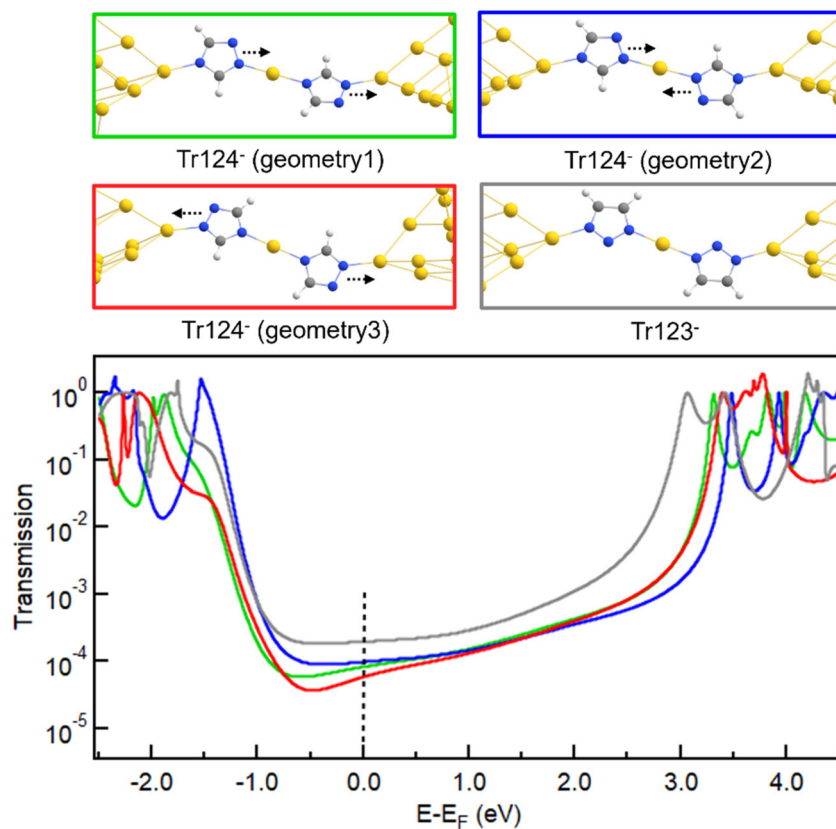 Tr124⁻ (geometry1)
Tr124⁻ (geometry2)
Tr124⁻ (geometry3)
Tr123⁻
Transmission
10⁰
10⁻¹
10⁻²
10⁻³
10⁻⁴
10⁻⁵
-2.0 -1.0 0.0 1.0 2.0 3.0 4.0
E-E_F (eV)